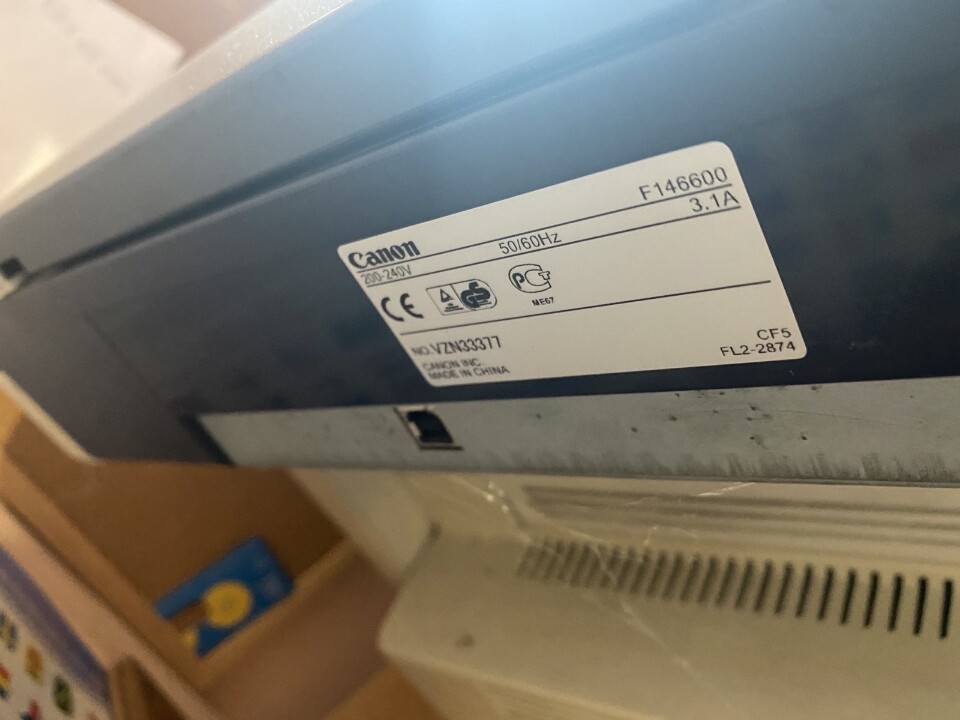 Canon
F146600
200-240V 50/60Hz 3.1A
CE
PCT
ME67
NO.VZN33377
CANON INC.
MADE IN CHINA
CF5
FL2-2874